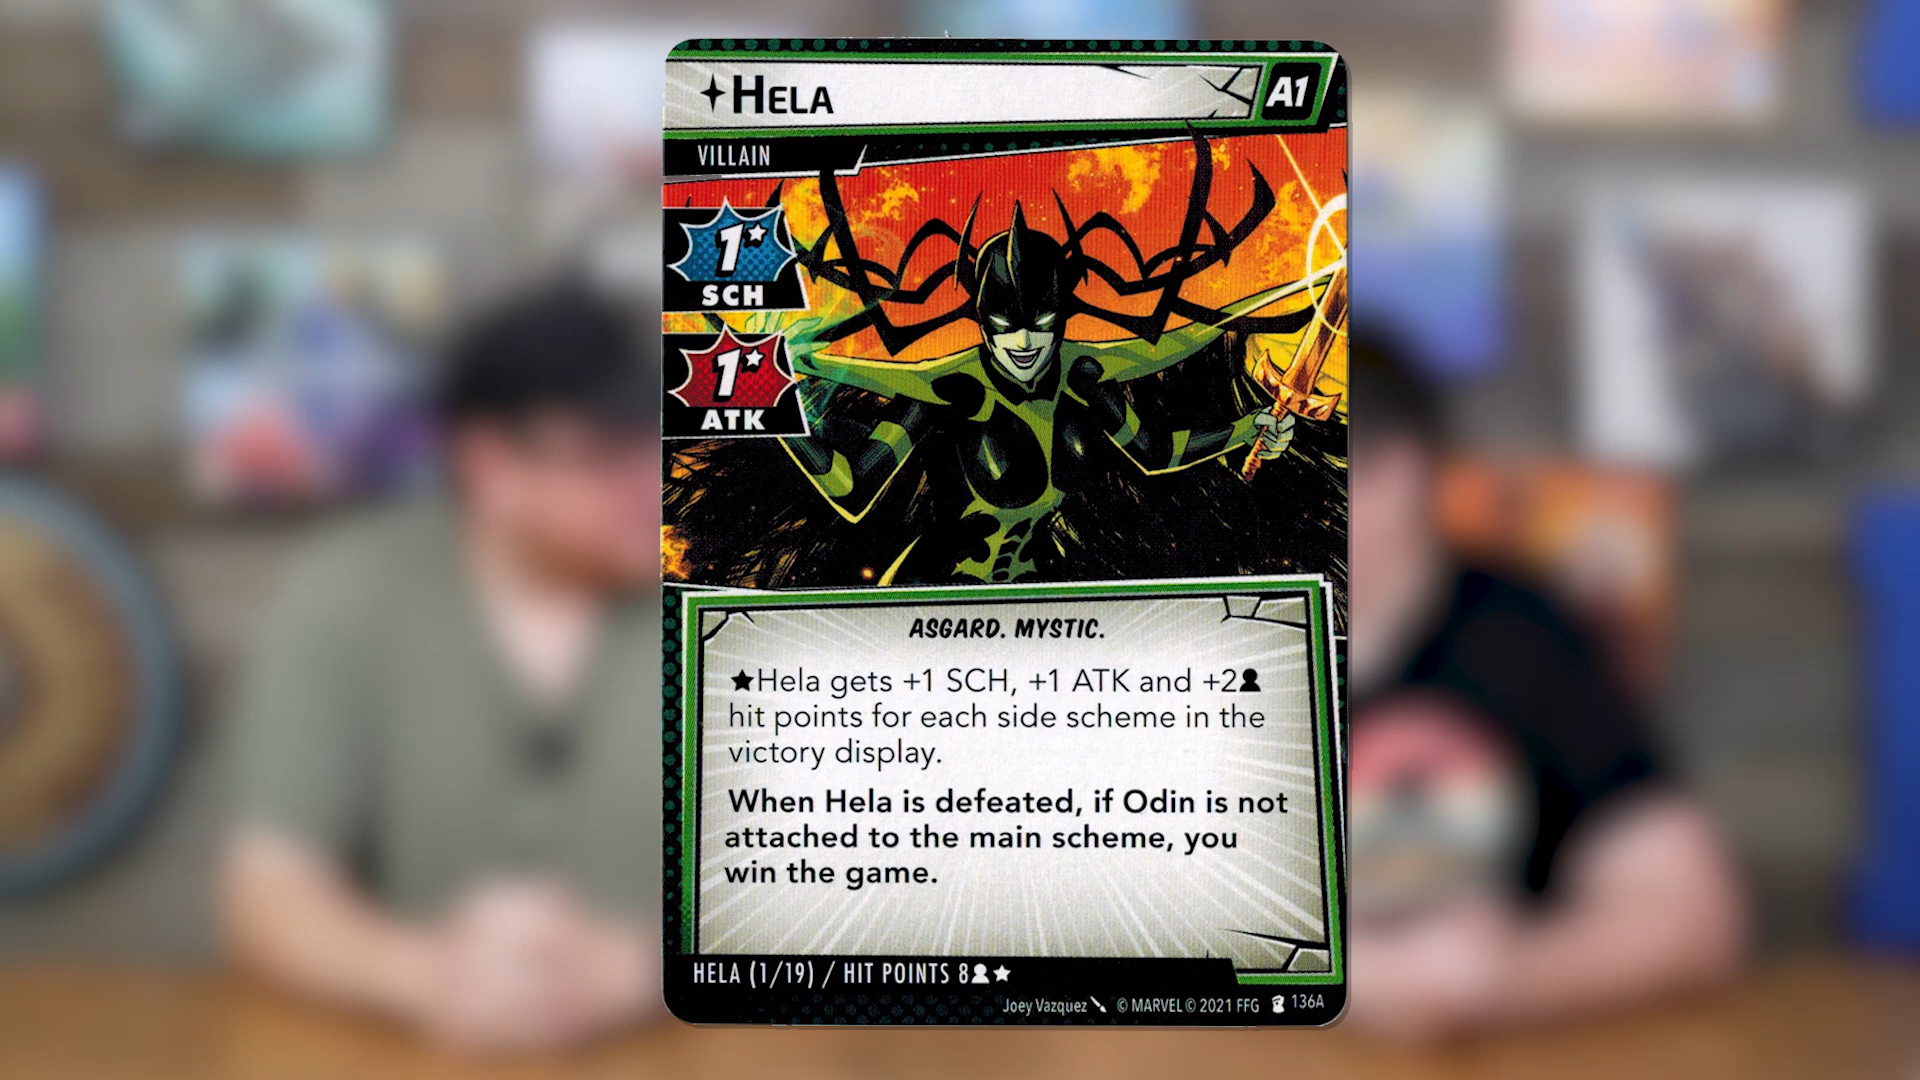 HELA
A1
VILLAIN
1
SCH
1
ATK
ASGARD. MYSTIC.
★Hela gets +1 SCH, +1 ATK and +2
hit points for each side scheme in the
victory display.
When Hela is defeated, if Odin is not
attached to the main scheme, you
win the game.
HELA (1/19) / HIT POINTS 8 ★
Joey Vazquez © MARVEL © 2021 FFG 136A